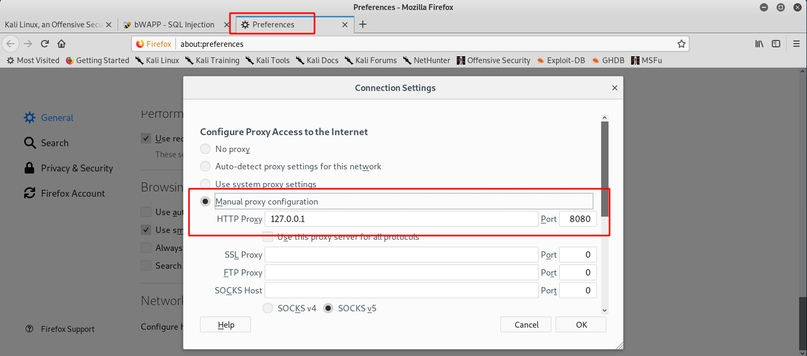 Preferences - Mozilla Firefox
Kali Linux, an Offensive Secu
bWAPP - SQL Injection
Preferences
Firefox
about:preferences
Most Visited Getting Started Kali Linux Kali Training Kali Tools Kali Docs Kali Forums NetHunter Offensive Security Exploit-DB GHDB MSFu
Connection Settings
General
Search
Privacy & Security
Firefox Account
Firefox Support
Perform
Use rec
These s
Browsing
Use aut
Use sm
Always
Search
Network
Configure H
Configure Proxy Access to the Internet
No proxy
Auto-detect proxy settings for this network
Use system proxy settings
Manual proxy configuration
HTTP Proxy 127.0.0.1 Port 8080
Use this proxy server for all protocols
SSL Proxy Port 0
FTP Proxy Port 0
SOCKS Host Port 0
SOCKS v4 SOCKS v5
Help Cancel OK